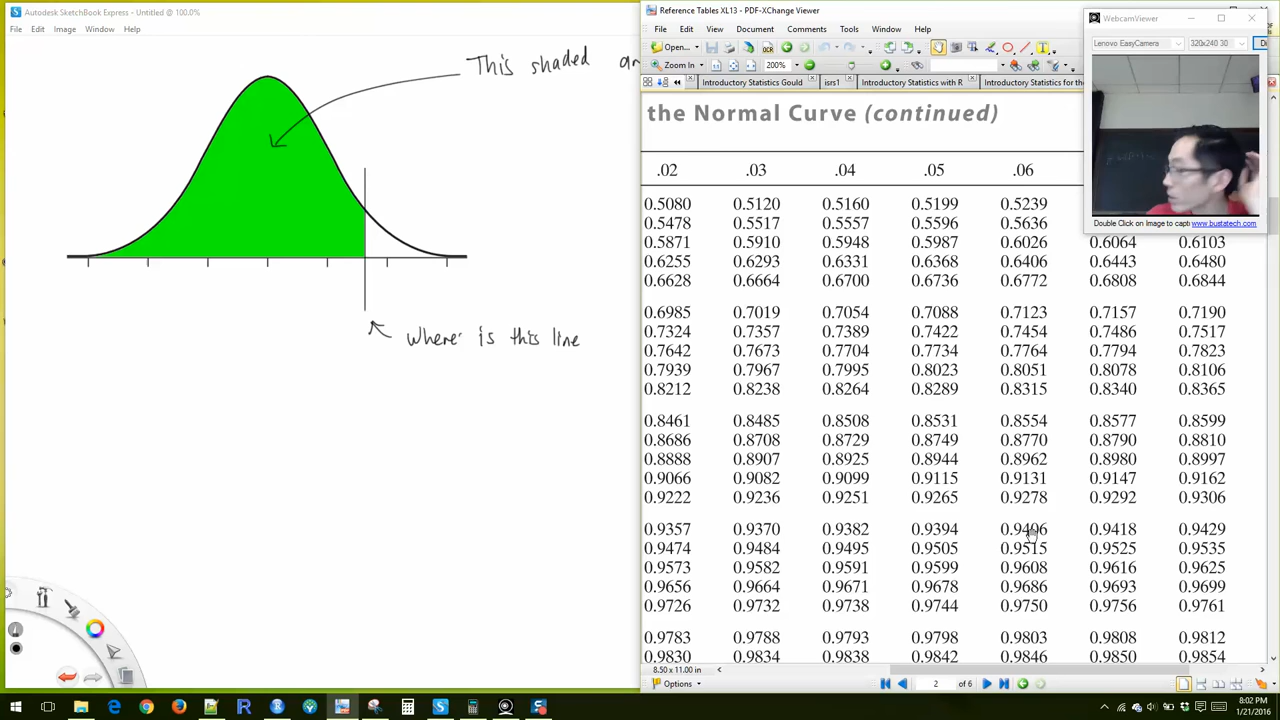 Autodesk SketchBook Express - Untitled @ 100.0%
File Edit Image Window Help
This shaded
where is this line
Reference Tables XL13 - PDF-XChange Viewer
File Edit View Document Comments Tools Window Help
Open...
Zoom In 200%
Introductory Statistics Gould isrs1 Introductory Statistics with R Introductory Statistics for the
the Normal Curve (continued)
.02 .03 .04 .05 .06
0.5080 0.5120 0.5160 0.5199 0.5239
0.5478 0.5517 0.5557 0.5596 0.5636
0.5871 0.5910 0.5948 0.5987 0.6026 0.6064 0.6103
0.6255 0.6293 0.6331 0.6368 0.6406 0.6443 0.6480
0.6628 0.6664 0.6700 0.6736 0.6772 0.6808 0.6844
0.6985 0.7019 0.7054 0.7088 0.7123 0.7157 0.7190
0.7324 0.7357 0.7389 0.7422 0.7454 0.7486 0.7517
0.7642 0.7673 0.7704 0.7734 0.7764 0.7794 0.7823
0.7939 0.7967 0.7995 0.8023 0.8051 0.8078 0.8106
0.8212 0.8238 0.8264 0.8289 0.8315 0.8340 0.8365
0.8461 0.8485 0.8508 0.8531 0.8554 0.8577 0.8599
0.8686 0.8708 0.8729 0.8749 0.8770 0.8790 0.8810
0.8888 0.8907 0.8925 0.8944 0.8962 0.8980 0.8997
0.9066 0.9082 0.9099 0.9115 0.9131 0.9147 0.9162
0.9222 0.9236 0.9251 0.9265 0.9278 0.9292 0.9306
0.9357 0.9370 0.9382 0.9394 0.9406 0.9418 0.9429
0.9474 0.9484 0.9495 0.9505 0.9515 0.9525 0.9535
0.9573 0.9582 0.9591 0.9599 0.9608 0.9616 0.9625
0.9656 0.9664 0.9671 0.9678 0.9686 0.9693 0.9699
0.9726 0.9732 0.9738 0.9744 0.9750 0.9756 0.9761
0.9783 0.9788 0.9793 0.9798 0.9803 0.9808 0.9812
0.9830 0.9834 0.9838 0.9842 0.9846 0.9850 0.9854
8.50 x 11.00 in
Options 2 of 6
WebcamViewer
Lenovo EasyCamera 320x240 30
Double Click on Image to capt www.bustatech.com
8:02 PM
1/21/2016